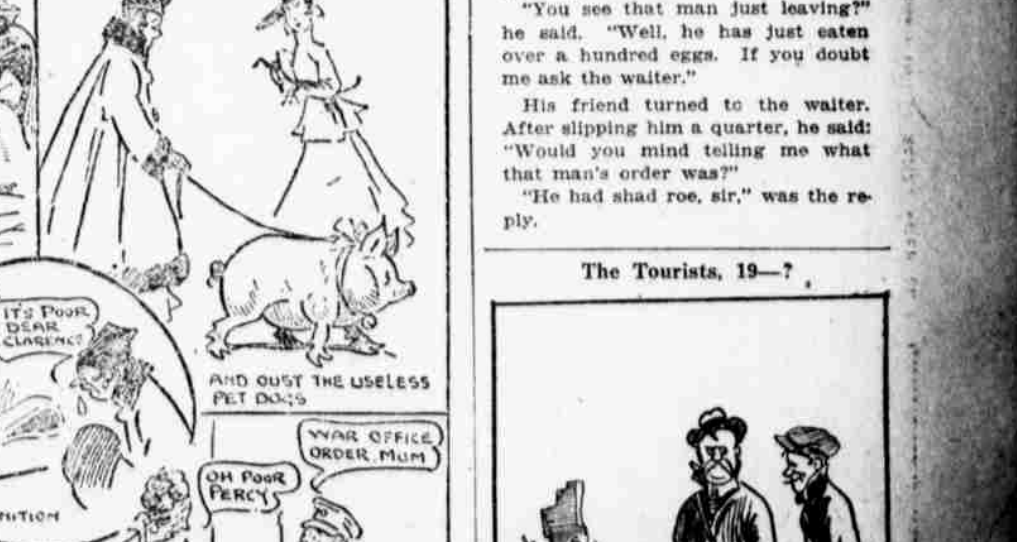 IT'S POOR
DEAR
CLARENCE
AND OUST THE USELESS
PET DOGS
WAR OFFICE
ORDER, MUM
OH POOR
PERCY
NITION
"You see that man just leaving?"
he said. "Well, he has just eaten
over a hundred eggs. If you doubt
me ask the waiter."
His friend turned to the waiter.
After slipping him a quarter, he said:
"Would you mind telling me what
that man's order was?"
"He had shad roe, sir," was the re-
ply.
The Tourists, 19—?